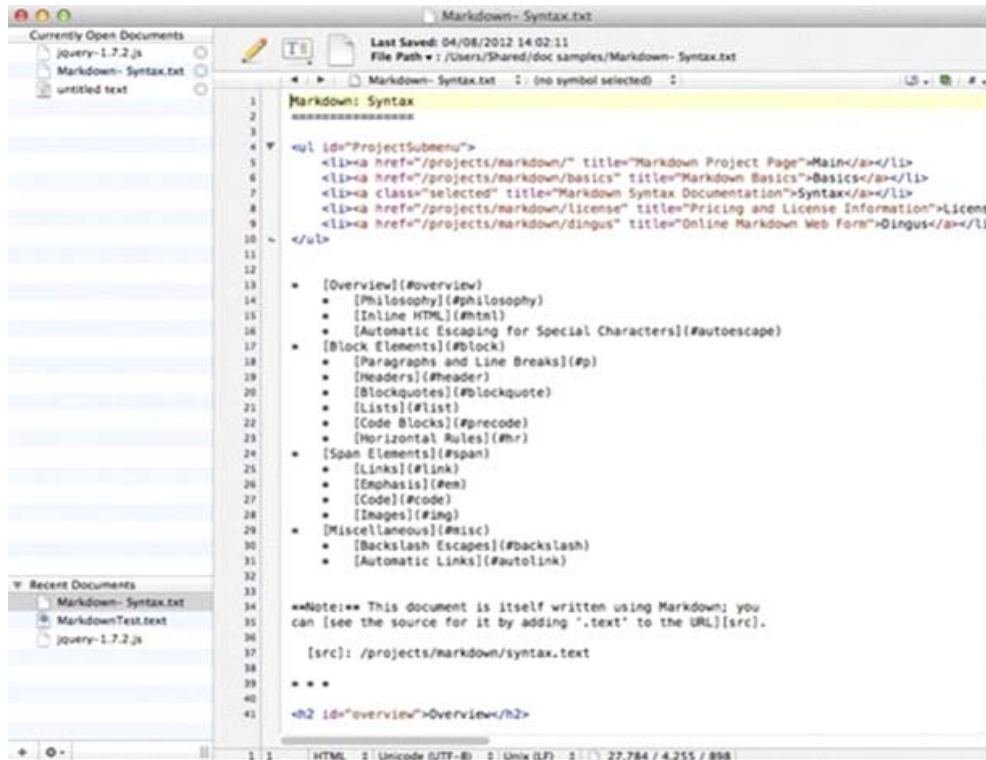 Markdown- Syntax.txt
Currently Open Documents
jquery-1.7.2.js
Markdown- Syntax.txt
untitled text
Last Saved: 04/08/2012 14:02:11
File Path ▾ : /Users/Shared/doc samples/Markdown- Syntax.txt
Markdown- Syntax.txt (no symbol selected)
1 Markdown: Syntax
2 ================
3
4 <ul id="ProjectSubmenu">
5 <li><a href="/projects/markdown/" title="Markdown Project Page">Main</a></li>
6 <li><a href="/projects/markdown/basics" title="Markdown Basics">Basics</a></li>
7 <li><a class="selected" title="Markdown Syntax Documentation">Syntax</a></li>
8 <li><a href="/projects/markdown/license" title="Pricing and License Information">Licens
9 <li><a href="/projects/markdown/dingus" title="Online Markdown Web Form">Dingus</a></li
10 </ul>
11
12
13 * [Overview](#overview)
14 * [Philosophy](#philosophy)
15 * [Inline HTML](#html)
16 * [Automatic Escaping for Special Characters](#autoescape)
17 * [Block Elements](#block)
18 * [Paragraphs and Line Breaks](#p)
19 * [Headers](#header)
20 * [Blockquotes](#blockquote)
21 * [Lists](#list)
22 * [Code Blocks](#precode)
23 * [Horizontal Rules](#hr)
24 * [Span Elements](#span)
25 * [Links](#link)
26 * [Emphasis](#em)
27 * [Code](#code)
28 * [Images](#img)
29 * [Miscellaneous](#misc)
30 * [Backslash Escapes](#backslash)
31 * [Automatic Links](#autolink)
32
33
34 **Note:** This document is itself written using Markdown; you
35 can [see the source for it by adding '.text' to the URL][src].
36
37 [src]: /projects/markdown/syntax.text
38
39 * * *
40
41 <h2 id="overview">Overview</h2>
Recent Documents
Markdown- Syntax.txt
MarkdownTest.text
jquery-1.7.2.js
1 1 HTML Unicode (UTF-8) Unix (LF) 27,784 / 4,255 / 898